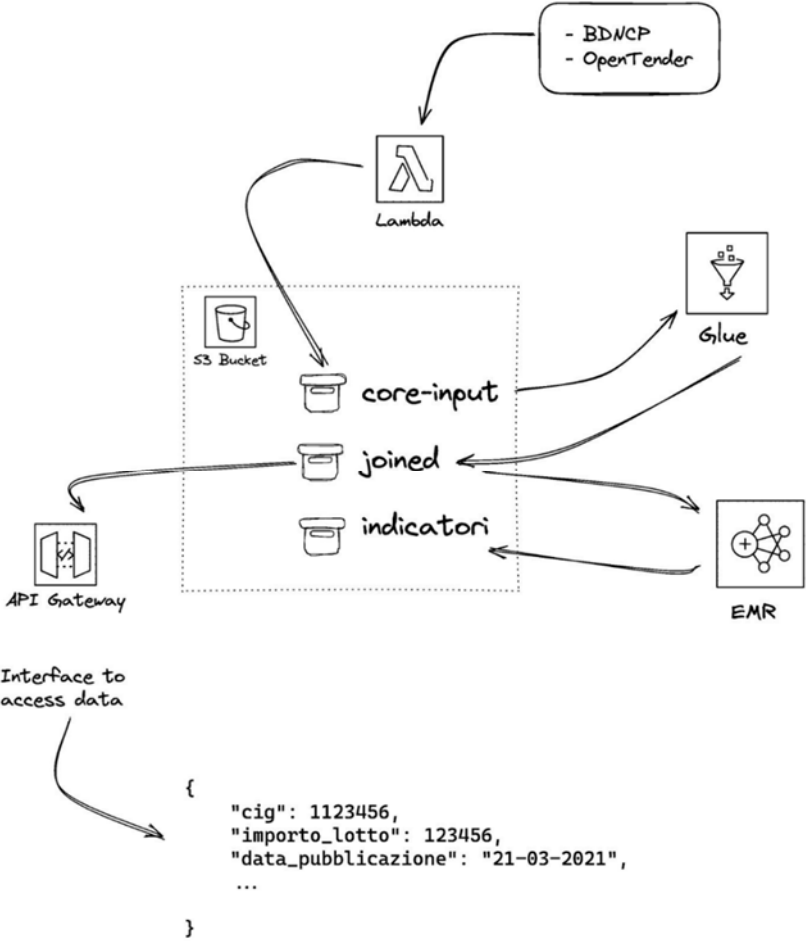 - BDNCP
- OpenTender
Lambda
Glue
S3 Bucket
core-input
joined
indicatori
API Gateway
EMR
Interface to
access data
{
"cig": 1123456,
"importo_lotto": 123456,
"data_pubblicazione": "21-03-2021",
...
}